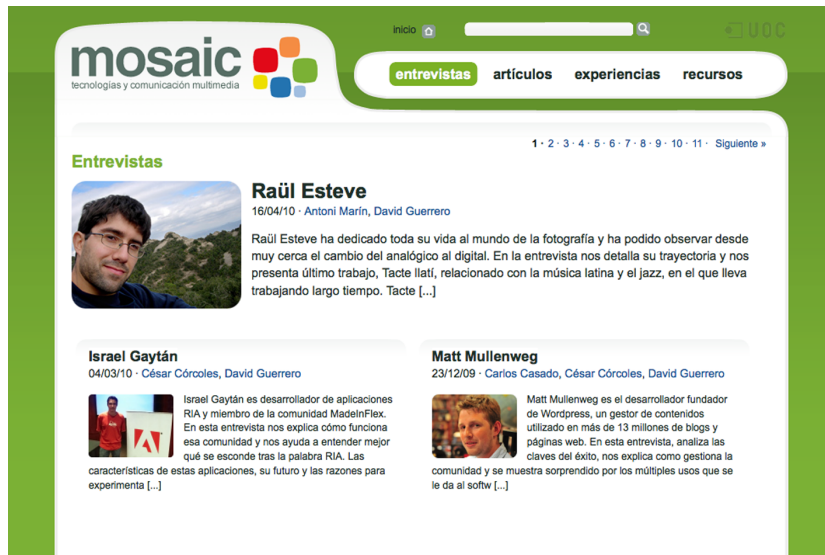 inicio
UOC
mosaic
tecnologías y comunicación multimedia
entrevistas artículos experiencias recursos
1 · 2 · 3 · 4 · 5 · 6 · 7 · 8 · 9 · 10 · 11 · Siguiente »
Entrevistas
Raül Esteve
16/04/10 · Antoni Marín, David Guerrero
Raül Esteve ha dedicado toda su vida al mundo de la fotografía y ha podido observar desde
muy cerca el cambio del analógico al digital. En la entrevista nos detalla su trayectoria y nos
presenta último trabajo, Tacte llatí, relacionado con la música latina y el jazz, en el que lleva
trabajando largo tiempo. Tacte [...]
Israel Gaytán
04/03/10 · César Córcoles, David Guerrero
Israel Gaytán es desarrollador de aplicaciones
RIA y miembro de la comunidad MadeInFlex.
En esta entrevista nos explica cómo funciona
esa comunidad y nos ayuda a entender mejor
qué se esconde tras la palabra RIA. Las
características de estas aplicaciones, su futuro y las razones para
experimenta [...]
Matt Mullenweg
23/12/09 · Carlos Casado, César Córcoles, David Guerrero
Matt Mullenweg es el desarrollador fundador
de Wordpress, un gestor de contenidos
utilizado en más de 13 millones de blogs y
páginas web. En esta entrevista, analiza las
claves del éxito, nos explica como gestiona la
comunidad y se muestra sorprendido por los múltiples usos que se
le da al softw [...]